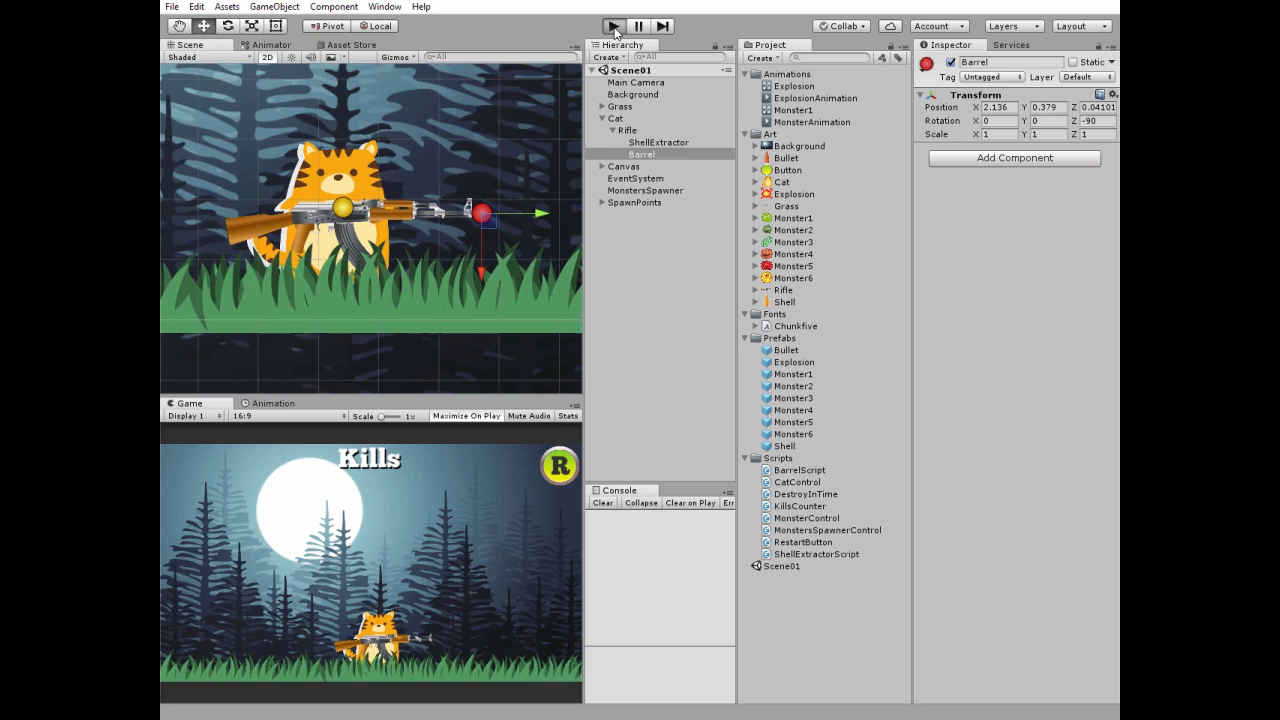 File Edit Assets GameObject Component Window Help
Pivot Local Collab Account Layers Layout
Scene Animator Asset Store
Shaded 2D Gizmos All
Hierarchy
Create All
Scene01
Main Camera
Background
Grass
Cat
Rifle
ShellExtractor
Barrel
Canvas
EventSystem
MonstersSpawner
SpawnPoints
Project
Create
Animations
Explosion
ExplosionAnimation
Monster1
MonsterAnimation
Art
Background
Bullet
Button
Cat
Explosion
Grass
Monster1
Monster2
Monster3
Monster4
Monster5
Monster6
Rifle
Shell
Fonts
Chunkfive
Prefabs
Bullet
Explosion
Monster1
Monster2
Monster3
Monster4
Monster5
Monster6
Shell
Scripts
BarrelScript
CatControl
DestroyInTime
KillsCounter
MonsterControl
MonstersSpawnerControl
RestartButton
ShellExtractorScript
Scene01
Inspector Services
Barrel Static
Tag Untagged Layer Default
Transform
Position X 2.136 Y 0.379 Z 0.04101
Rotation X 0 Y 0 Z -90
Scale X 1 Y 1 Z 1
Add Component
Game Animation
Display 1 16:9 Scale 1x Maximize On Play Mute Audio Stats
Kills
R
Console
Clear Collapse Clear on Play Err